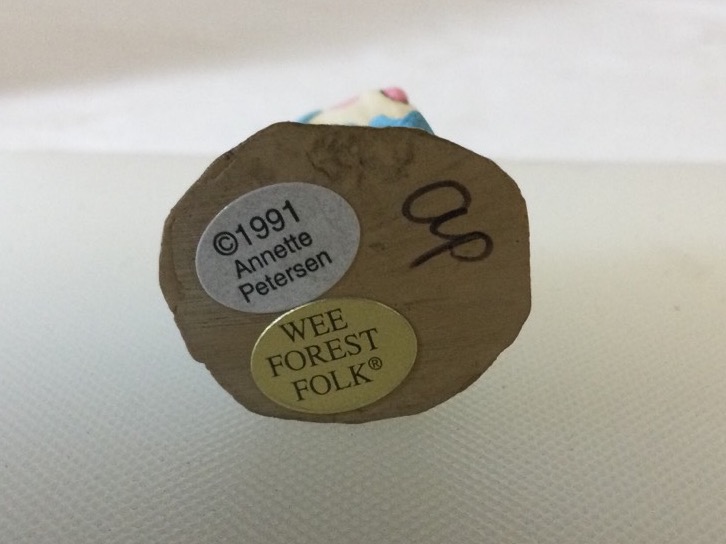 ©1991
Annette
Petersen
ap
WEE
FOREST
FOLK®